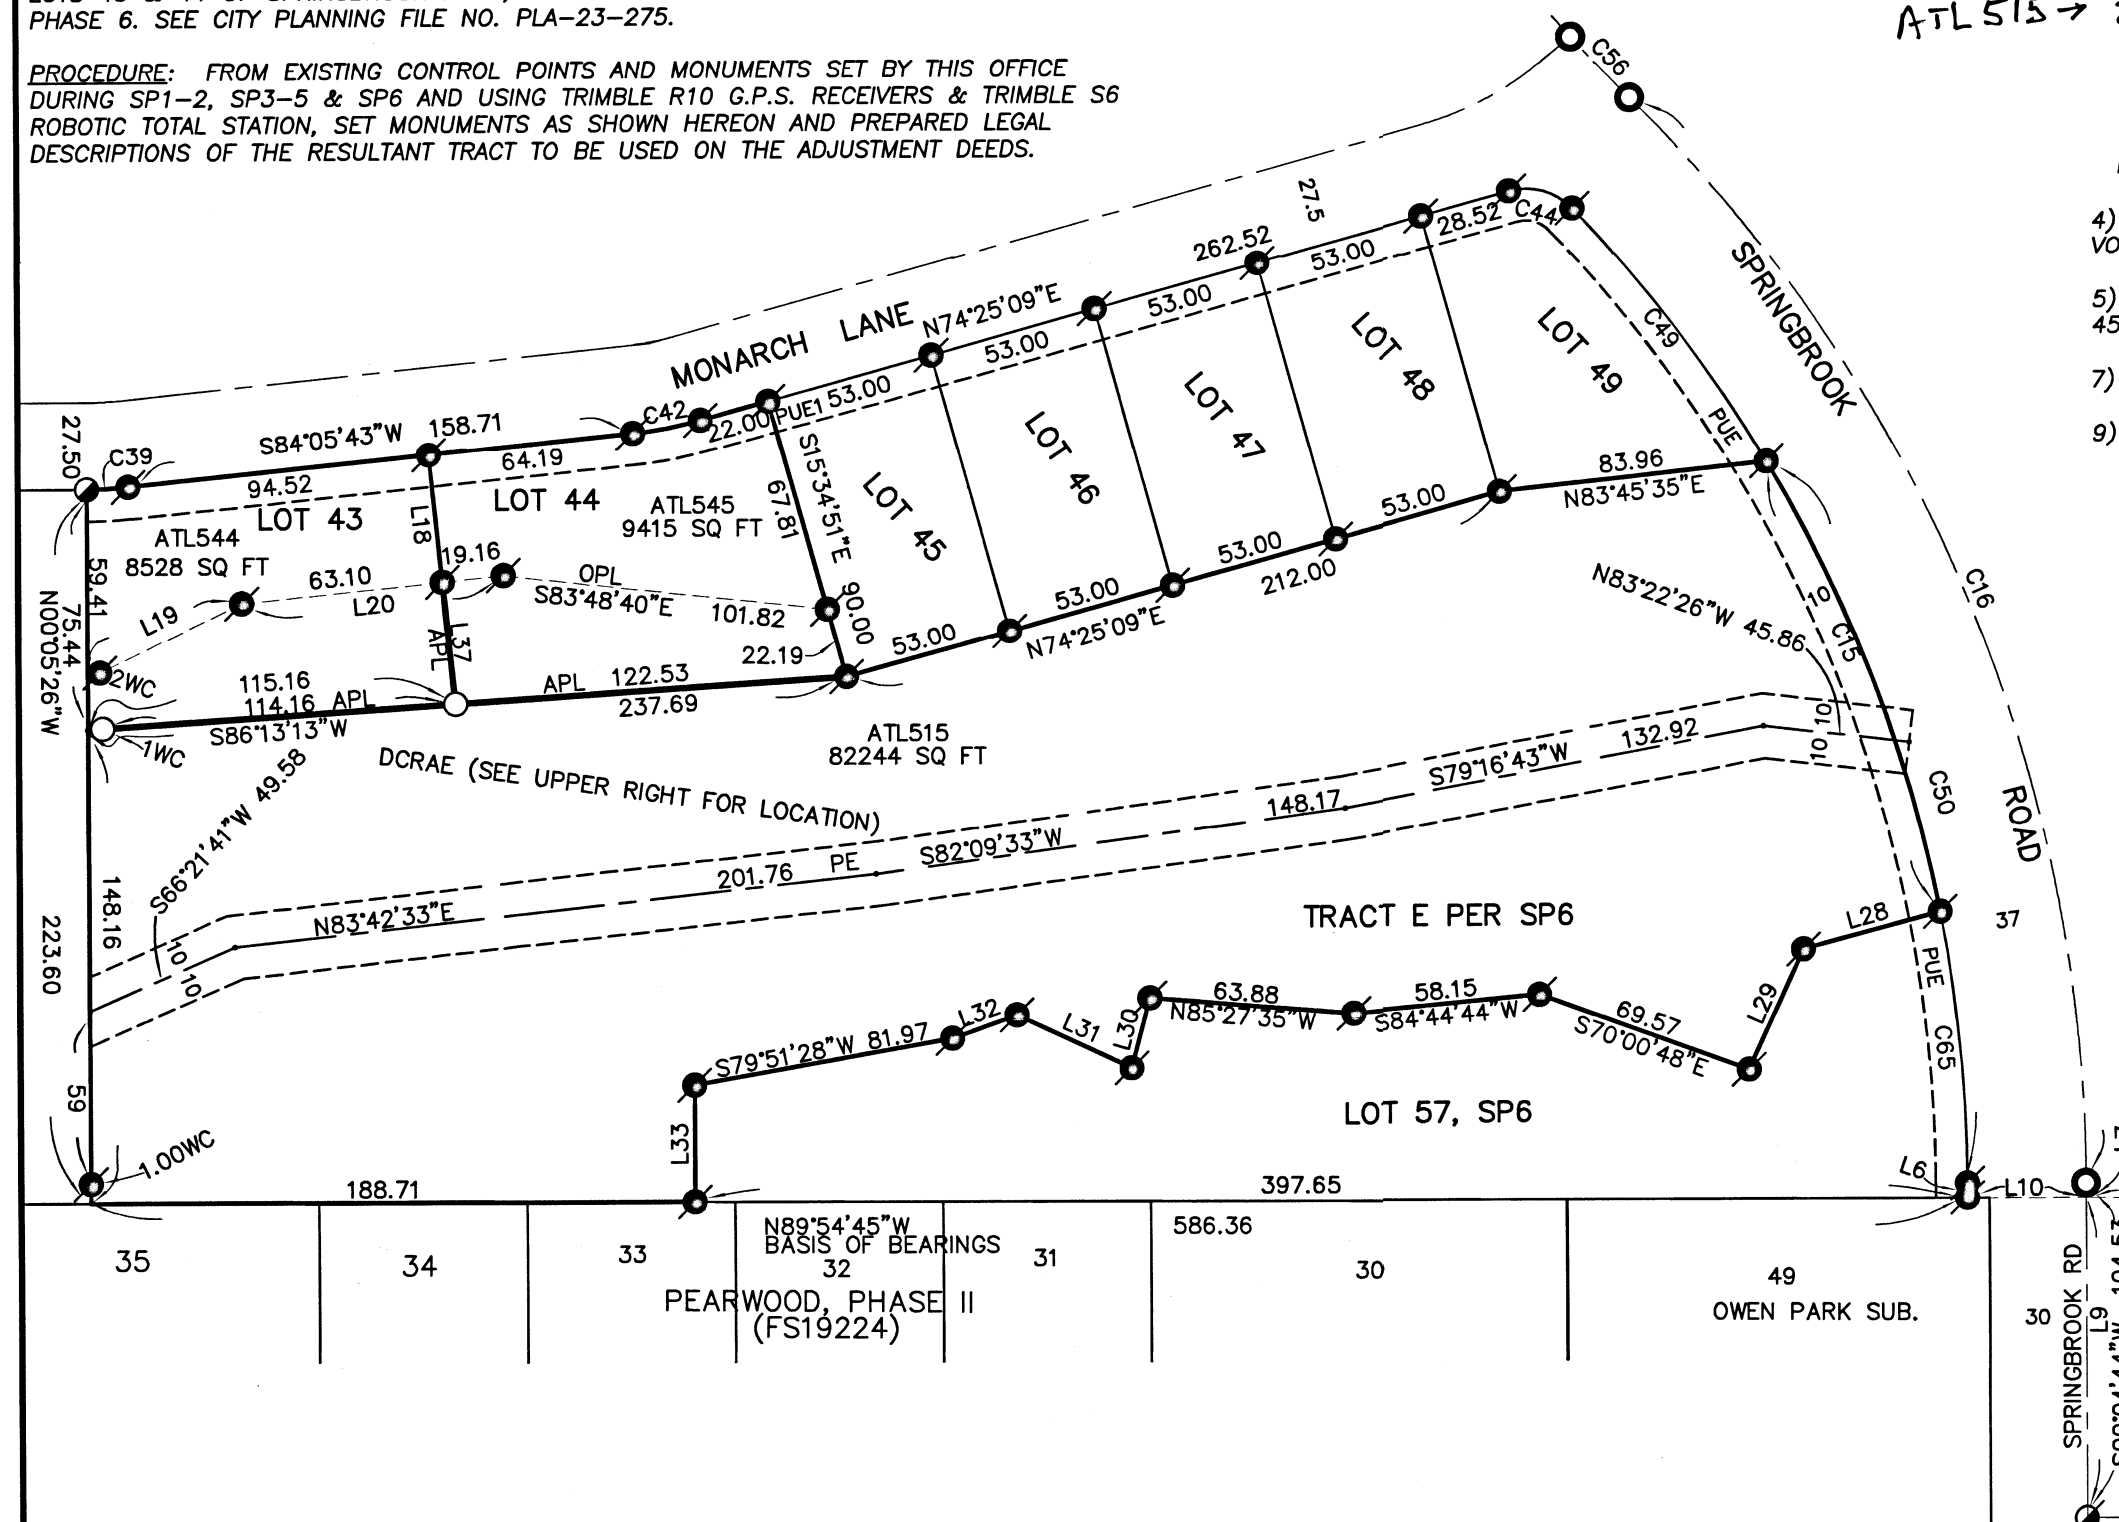 PHASE 6. SEE CITY PLANNING FILE NO. PLA-23-275.
PROCEDURE: FROM EXISTING CONTROL POINTS AND MONUMENTS SET BY THIS OFFICE
DURING SP1-2, SP3-5 & SP6 AND USING TRIMBLE R10 G.P.S. RECEIVERS & TRIMBLE S6
ROBOTIC TOTAL STATION, SET MONUMENTS AS SHOWN HEREON AND PREPARED LEGAL
DESCRIPTIONS OF THE RESULTANT TRACT TO BE USED ON THE ADJUSTMENT DEEDS.
ATL515→
C56
4)
VO
5)
45
7)
9)
27.5
262.52
28.52
C44
53.00
SPRINGBROOK
MONARCH LANE
N74°25'09"E
53.00
53.00
53.00
C49
LOT 49
LOT 48
LOT 47
LOT 46
LOT 45
PUE
27.50
C39
S84°05'43"W
158.71
C42
22.00
PUE1
94.52
64.19
LOT 43
LOT 44
ATL544
8528 SQ FT
ATL545
9415 SQ FT
L18
67.81
S15°34'51"E
90.00
83.96
N83°45'35"E
53.00
53.00
212.00
53.00
N74°25'09"E
53.00
59.41
75.44
N00°05'26"W
63.10
19.16
L19
L20
OPL
S83°48'40"E
101.82
L37
APL
22.19
2WC
115.16
114.16
APL
S86°13'13"W
1WC
APL
122.53
237.69
ATL515
82244 SQ FT
N83°22'26"W 45.86
10
C15
C16
10
10
S66°21'41"W 49.58
DCRAE (SEE UPPER RIGHT FOR LOCATION)
132.92
S79°16'43"W
148.17
S82°09'33"W
PE
201.76
N83°42'33"E
C50
ROAD
148.16
223.60
10
10
TRACT E PER SP6
L28
37
PUE
L29
C65
L32
L31
L30
63.88
N85°27'35"W
58.15
S84°44'44"W
69.57
S70°00'48"E
S79°51'28"W 81.97
59
L33
LOT 57, SP6
1.00WC
188.71
397.65
L6
L10
L7
N89°54'45"W
BASIS OF BEARINGS
586.36
35
34
33
32
31
30
49
30
PEARWOOD, PHASE II
(FS19224)
OWEN PARK SUB.
SPRINGBROOK RD
L9